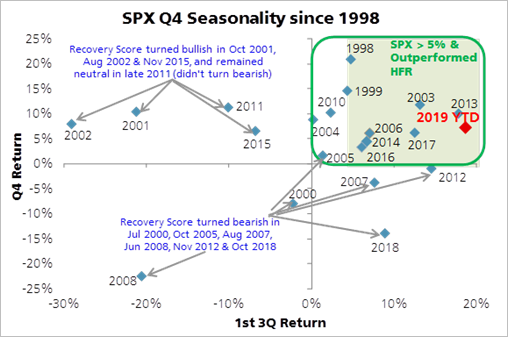 SPX Q4 Seasonality since 1998
25%
20%
15%
10%
5%
0%
-5%
-10%
-15%
-20%
-25%
Q4 Return
Recovery Score turned bullish in Oct 2001,
Aug 2002 & Nov 2015, and remained
neutral in late 2011 (didn't turn bearish)
SPX > 5% &
Outperformed
HFR
1998
1999
2010
2003
2013
2019 YTD
2004
2006
2014
2017
2016
2005
2002
2001
2011
2015
2012
2007
2000
2018
2008
Recovery Score turned bearish in
Jul 2000, Oct 2005, Aug 2007,
Jun 2008, Nov 2012 & Oct 2018
-30%
-20%
-10%
0%
10%
20%
1st 3Q Return